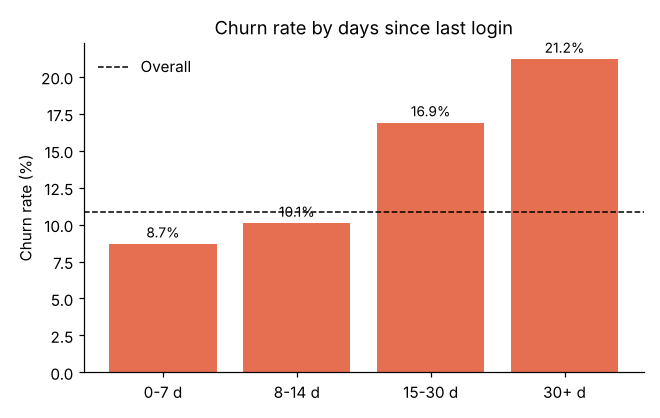 Churn rate by days since last login
Overall
Churn rate (%)
20.0
17.5
15.0
12.5
10.0
7.5
5.0
2.5
0.0
8.7%
10.1%
16.9%
21.2%
0-7 d
8-14 d
15-30 d
30+ d